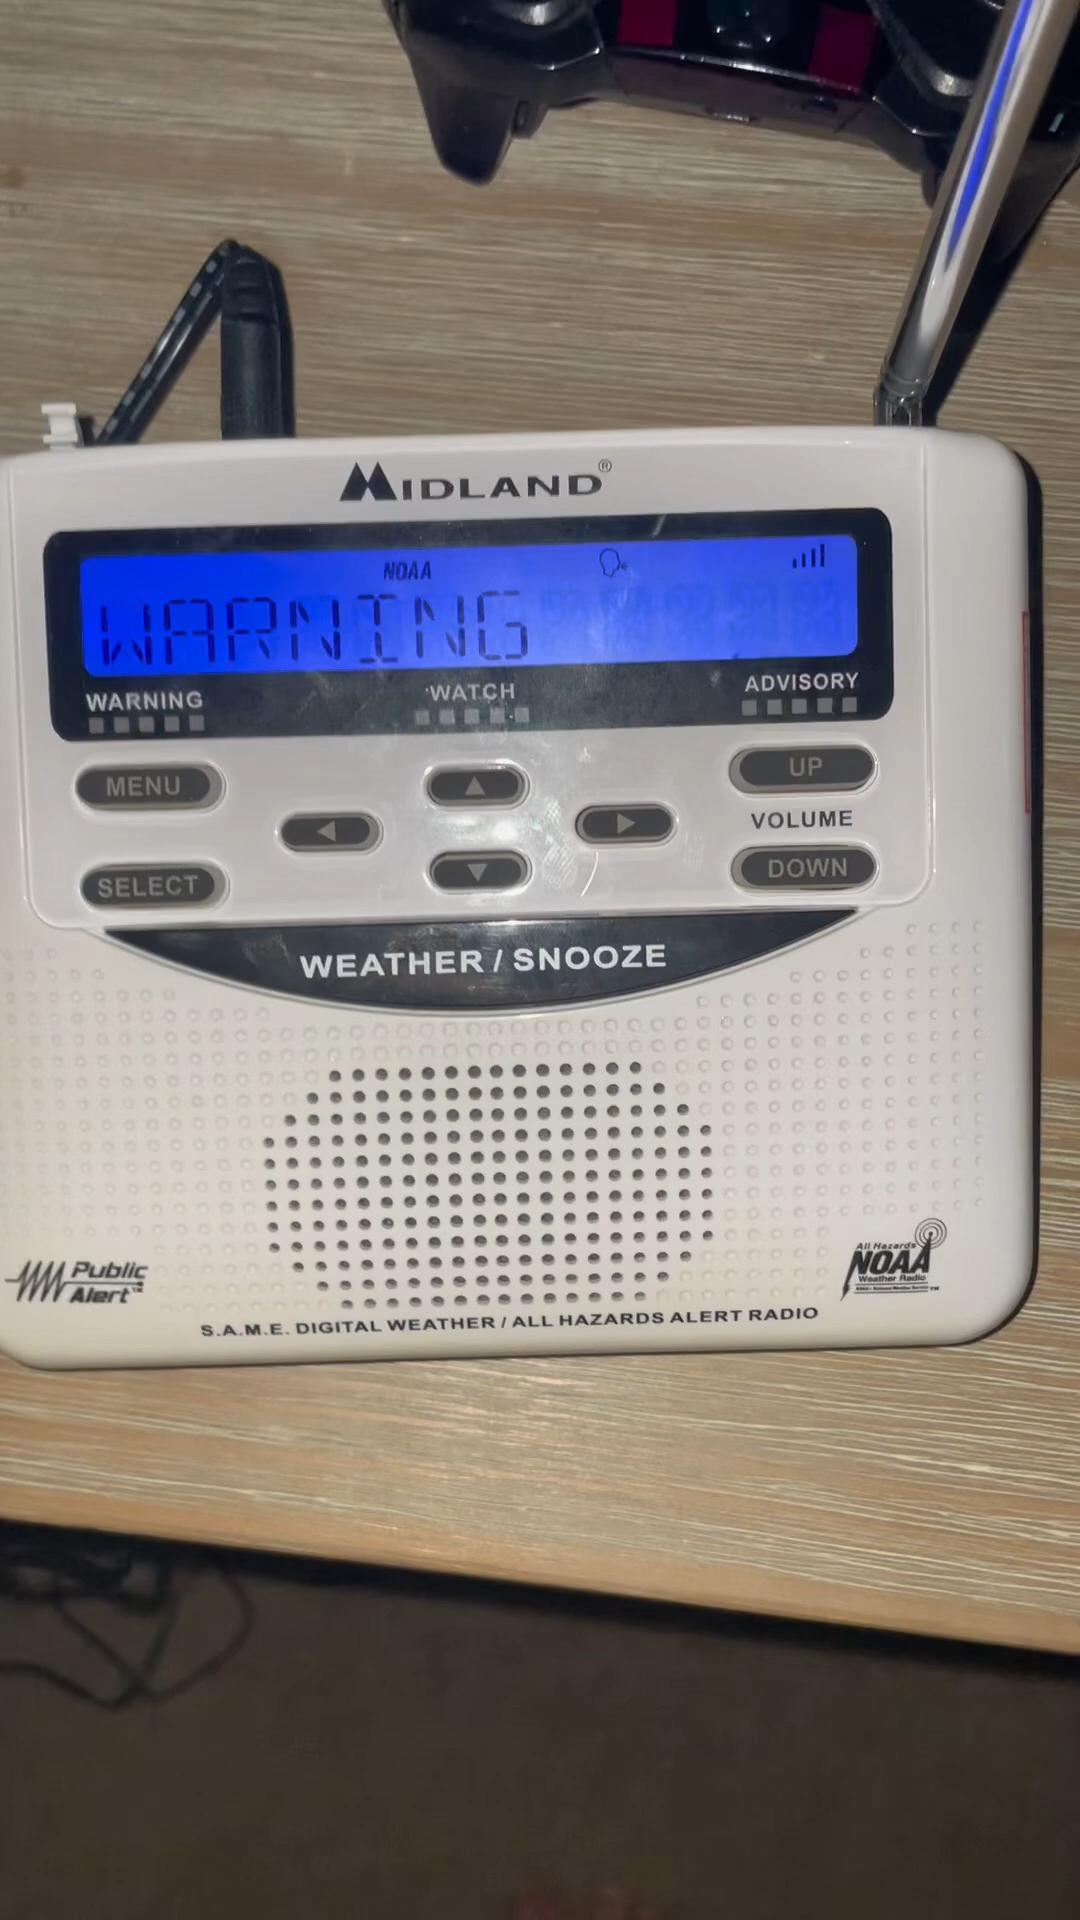 MIDLAND®
NOAA
WARNING
WARNING WATCH ADVISORY
MENU UP
VOLUME
SELECT DOWN
WEATHER / SNOOZE
Public Alert™
All Hazards
NOAA
Weather Radio
S.A.M.E. DIGITAL WEATHER / ALL HAZARDS ALERT RADIO